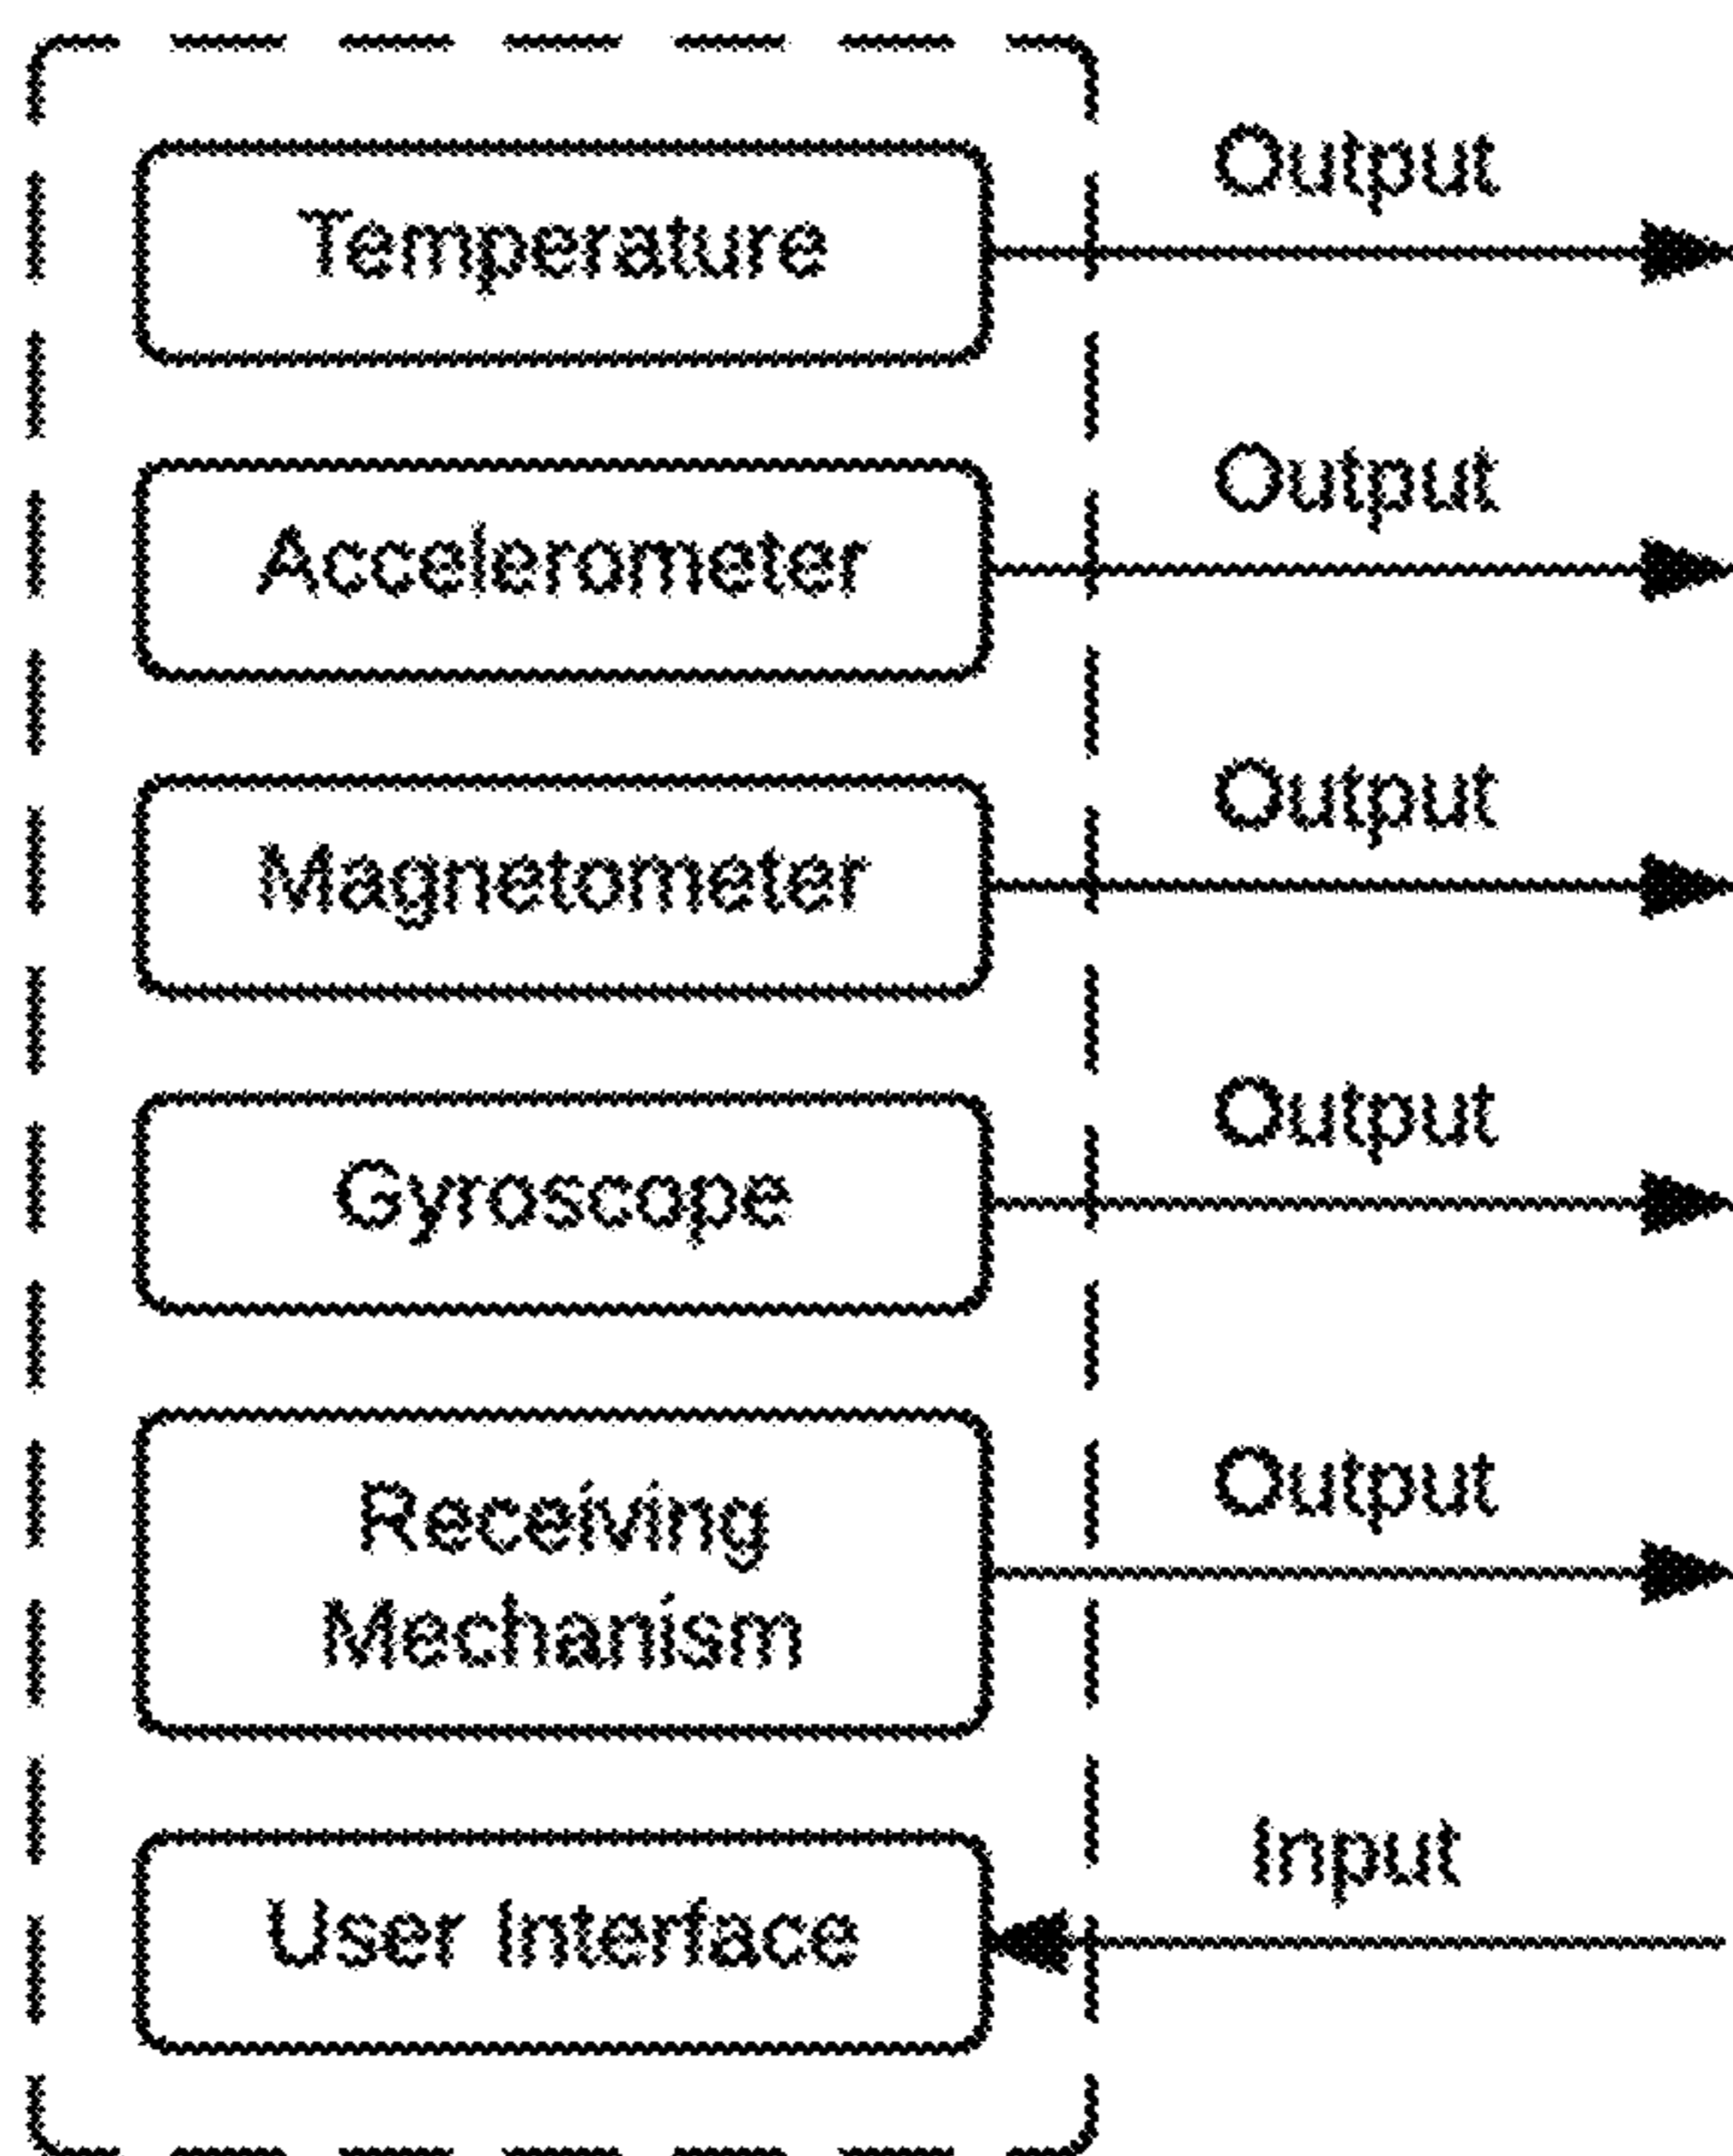 Output
Temperature
Output
Accelerometer
Output
Magnetometer
Output
Gyroscope
Output
Receiving
Mechanism
Input
User Interface